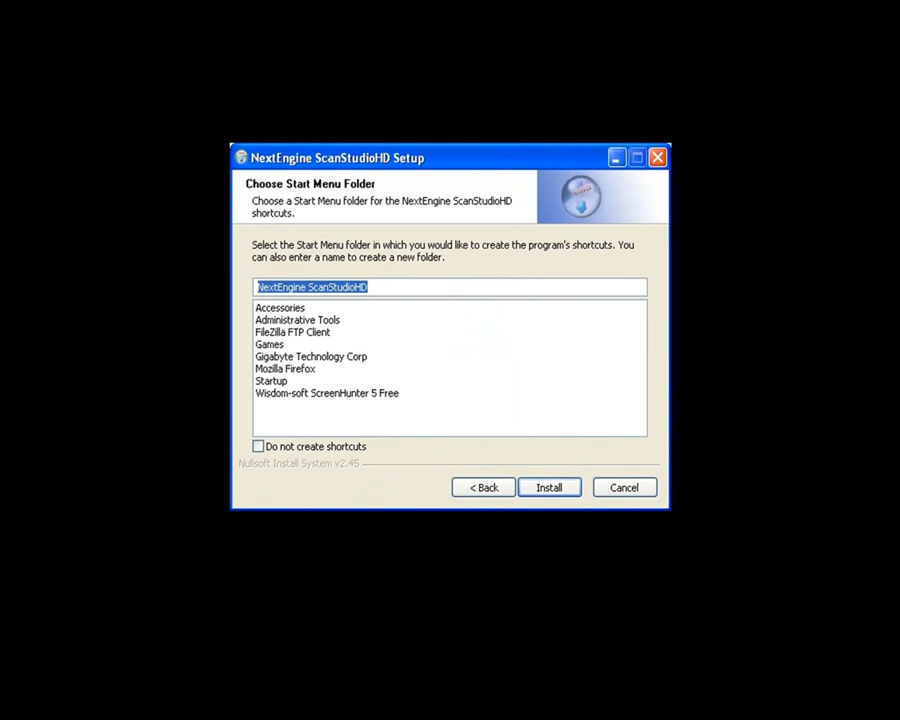 NextEngine ScanStudioHD Setup
Choose Start Menu Folder
Choose a Start Menu folder for the NextEngine ScanStudioHD
shortcuts.
Select the Start Menu folder in which you would like to create the program's shortcuts. You
can also enter a name to create a new folder.
NextEngine ScanStudioHD
Accessories
Administrative Tools
FileZilla FTP Client
Games
Gigabyte Technology Corp
Mozilla Firefox
Startup
Wisdom-soft ScreenHunter 5 Free
Do not create shortcuts
Nullsoft Install System v2.45
< Back Install Cancel